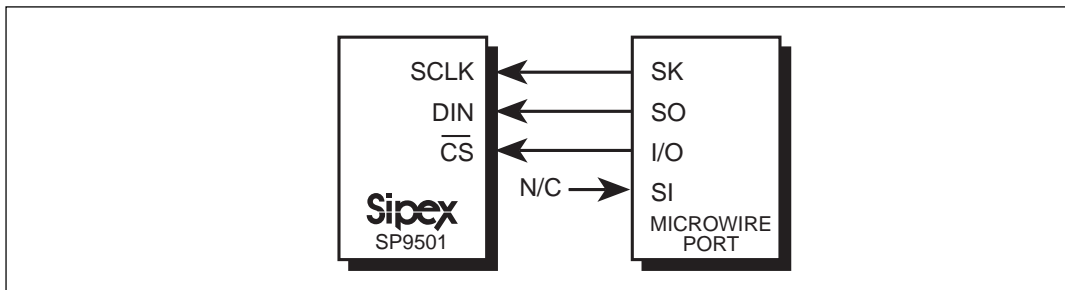 SCLK
DIN
CS
Sipex
SP9501
SK
SO
I/O
N/C
SI
MICROWIRE
PORT